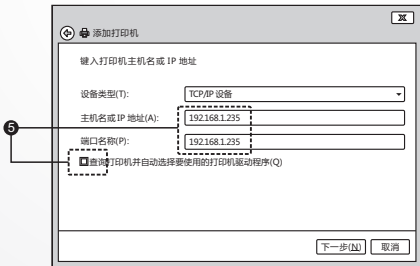 添加打印机
键入打印机主机名或 IP 地址
设备类型(T): TCP/IP 设备
主机名或 IP 地址(A): 192.168.1.235
端口名称(P): 192.168.1.235
5
查询打印机并自动选择要使用的打印机驱动程序(Q)
下一步(N) 取消